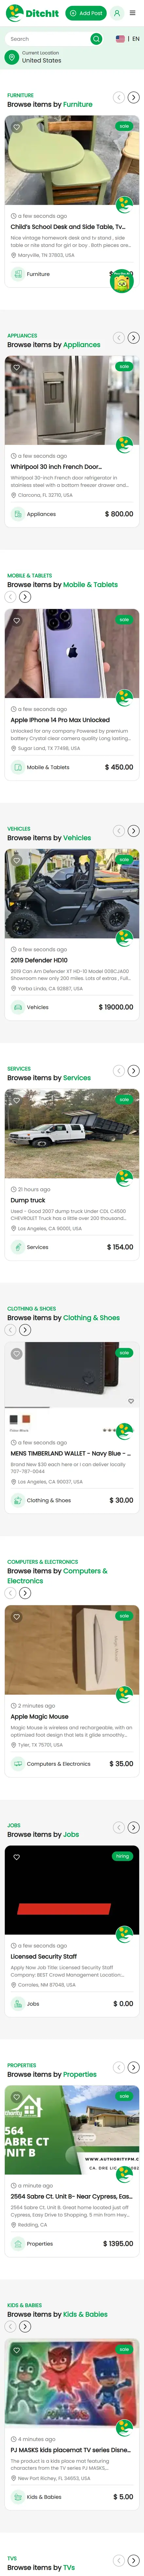 Ditchit
Add Post
Search
EN
Current Location
United States
FURNITURE
Browse items by Furniture
sale
a few seconds ago
Child's School Desk and Side Table, Tv...
Nice vintage homework desk and tv stand , side
table or nite stand for girl or boy . Both pieces are...
Maryville, TN 37803, USA
Furniture
APPLIANCES
Browse items by Appliances
sale
a few seconds ago
Whirlpool 30 inch French Door...
Whirlpool 30-inch French door refrigerator in
stainless steel with a bottom freezer drawer and...
Clarcona, FL 32710, USA
Appliances
$ 800.00
MOBILE & TABLETS
Browse items by Mobile & Tablets
sale
a few seconds ago
Apple iPhone 14 Pro Max Unlocked
Unlocked for any company Powered by premium
battery Crystal clear camera quality Long lasting...
Sugar Land, TX 77498, USA
Mobile & Tablets
$ 450.00
VEHICLES
Browse items by Vehicles
sale
a few seconds ago
2019 Defender HD10
2019 Can Am Defender XT HD-10 Model 009CJA0D
Showroom new only 200 miles. Lots of extras , Full...
Yorba Linda, CA 92887, USA
Vehicles
$ 19000.00
SERVICES
Browse items by Services
sale
21 hours ago
Dump truck
Used - Good 2007 dump truck Under CDL C4500
CHEVROLET Truck has a little over 200 thousand...
Los Angeles, CA 90001, USA
Services
$ 154.00
CLOTHING & SHOES
Browse items by Clothing & Shoes
sale
a few seconds ago
MENS TIMBERLAND WALLET - Navy Blue - ...
Brand New $30 each here or I can deliver locally
707-787-0044
Los Angeles, CA 90037, USA
Clothing & Shoes
$ 30.00
COMPUTERS & ELECTRONICS
Browse items by Computers &
Electronics
sale
2 minutes ago
Apple Magic Mouse
Magic Mouse is wireless and rechargeable, with an
optimised foot design that lets it glide smoothly...
Tyler, TX 75701, USA
Computers & Electronics
$ 35.00
JOBS
Browse items by Jobs
hiring
a few seconds ago
Licensed Security Staff
Apply Now Job Title: Licensed Security Staff
Company: BEST Crowd Management Location:...
Corrales, NM 87048, USA
Jobs
$ 0.00
PROPERTIES
Browse items by Properties
sale
2564
SABRE CT
UNIT B
WWW.AUTHORITYPM.C
a minute ago
2564 Sabre Ct. Unit B- Near Cypress, Eas...
2564 Sabre Ct. Unit B. Great home located just off
Cypress, Easy Drive to Shopping. 5 min from Hwy...
Redding, CA
Properties
$ 1395.00
KIDS & BABIES
Browse items by Kids & Babies
sale
4 minutes ago
PJ MASKS kids placemat TV series Disne...
The product is a kids place mat featuring
characters from the TV series PJ MASKS,...
New Port Richey, FL 34653, USA
Kids & Babies
$ 5.00
TVS
Browse items by TVs